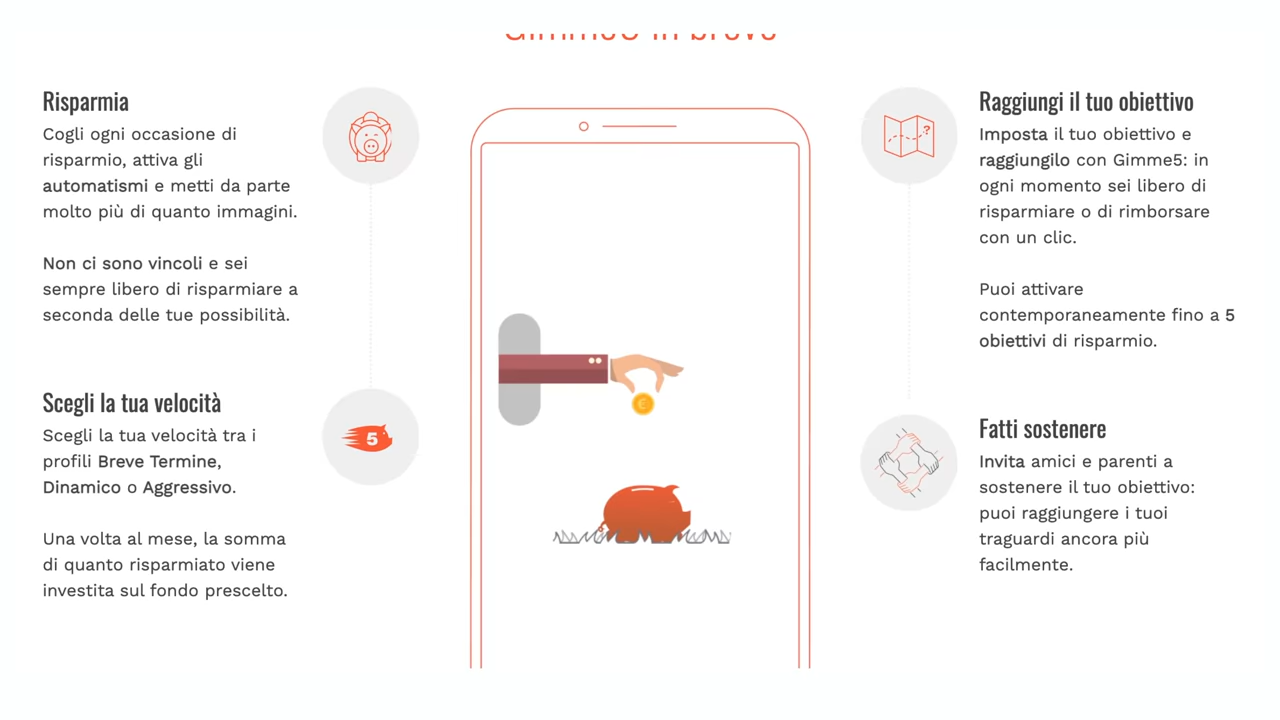 Gimme5 in breve
Risparmia
Cogli ogni occasione di
risparmio, attiva gli
automatismi e metti da parte
molto più di quanto immagini.
Non ci sono vincoli e sei
sempre libero di risparmiare a
seconda delle tue possibilità.
Scegli la tua velocità
Scegli la tua velocità tra i
profili Breve Termine,
Dinamico o Aggressivo.
Una volta al mese, la somma
di quanto risparmiato viene
investita sul fondo prescelto.
5
?
€
Raggiungi il tuo obiettivo
Imposta il tuo obiettivo e
raggiungilo con Gimme5: in
ogni momento sei libero di
risparmiare o di rimborsare
con un clic.
Puoi attivare
contemporaneamente fino a 5
obiettivi di risparmio.
Fatti sostenere
Invita amici e parenti a
sostenere il tuo obiettivo:
puoi raggiungere i tuoi
traguardi ancora più
facilmente.